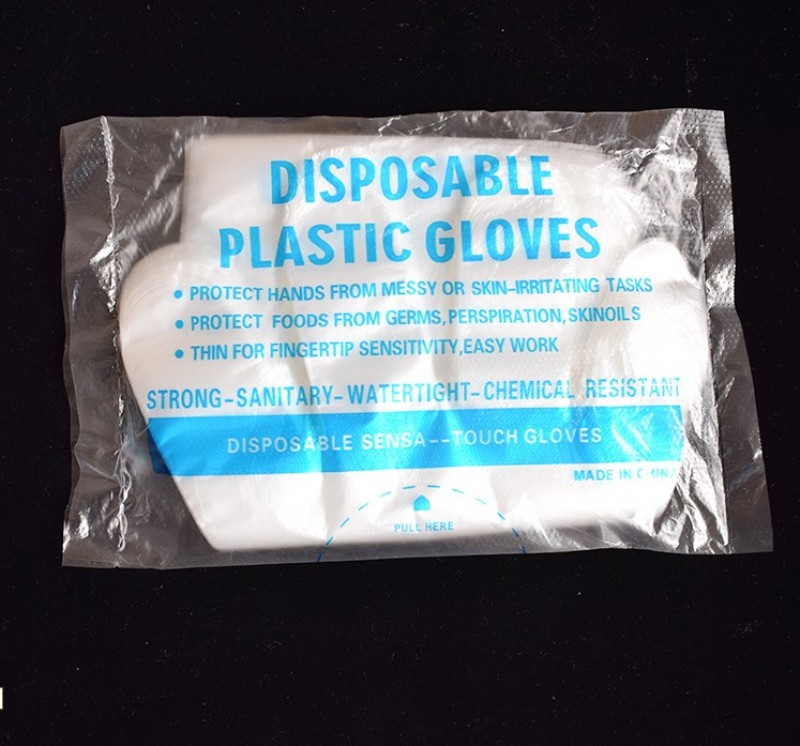 DISPOSABLE
PLASTIC GLOVES
• PROTECT HANDS FROM MESSY OR SKIN-IRRITATING TASKS
• PROTECT FOODS FROM GERMS,PERSPIRATION,SKINOILS
• THIN FOR FINGERTIP SENSITIVITY,EASY WORK
STRONG-SANITARY-WATERTIGHT-CHEMICAL RESISTANT
DISPOSABLE SENSA--TOUCH GLOVES
MADE IN CHINA
PULL HERE